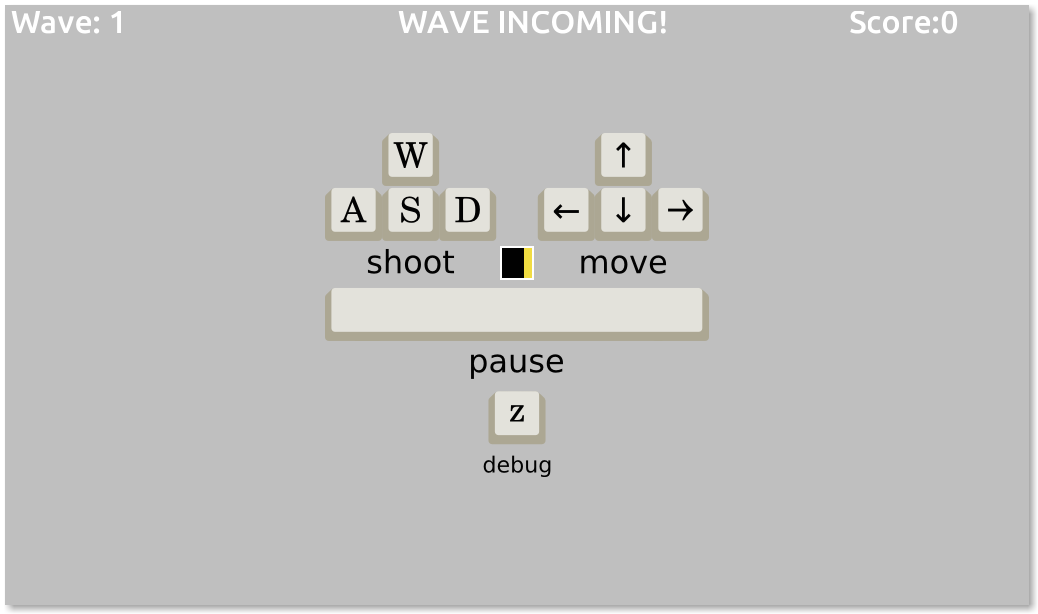 Wave: 1 WAVE INCOMING! Score:0
W ↑
A S D ← ↓ →
shoot move
pause
z
debug